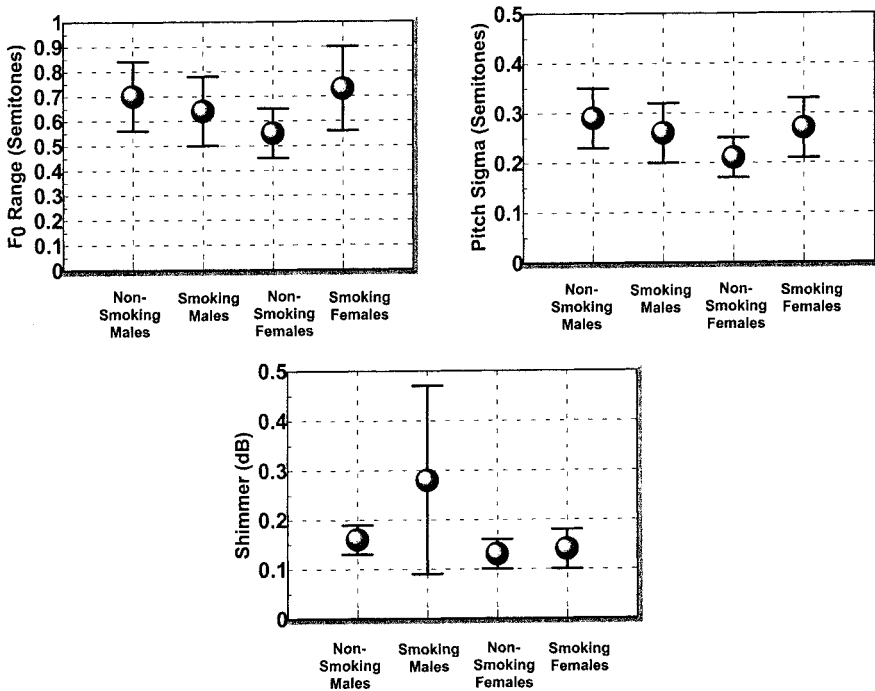 F0 Range (Semitones)
1
0.9
0.8
0.7
0.6
0.5
0.4
0.3
0.2
0.1
0
Non-
Smoking
Males
Smoking
Males
Non-
Smoking
Females
Smoking
Females
Pitch Sigma (Semitones)
0.5
0.4
0.3
0.2
0.1
0
Non-
Smoking
Males
Smoking
Males
Non-
Smoking
Females
Smoking
Females
Shimmer (dB)
0.5
0.4
0.3
0.2
0.1
0
Non-
Smoking
Males
Smoking
Males
Non-
Smoking
Females
Smoking
Females